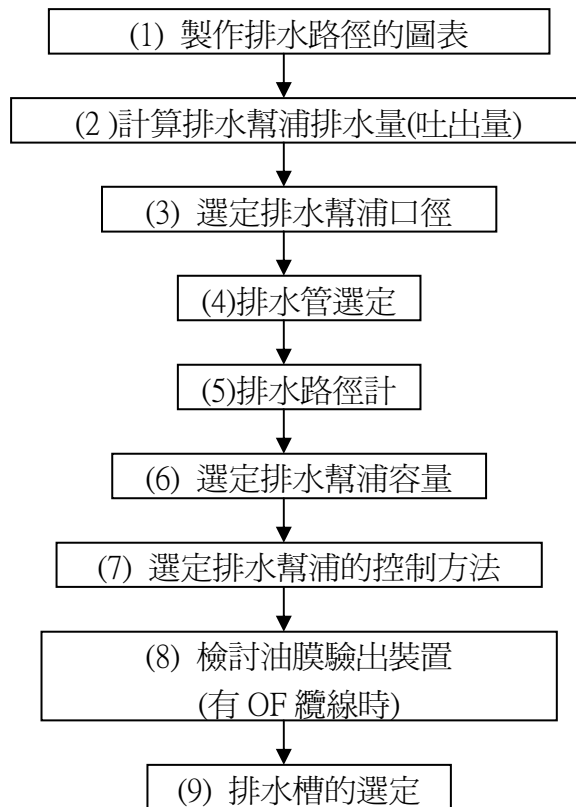 (1) 製作排水路徑的圖表
(2 )計算排水幫浦排水量(吐出量)
(3) 選定排水幫浦口徑
(4)排水管選定
(5)排水路徑計
(6) 選定排水幫浦容量
(7) 選定排水幫浦的控制方法
(8) 檢討油膜驗出裝置
(有 OF 纜線時)
(9) 排水槽的選定